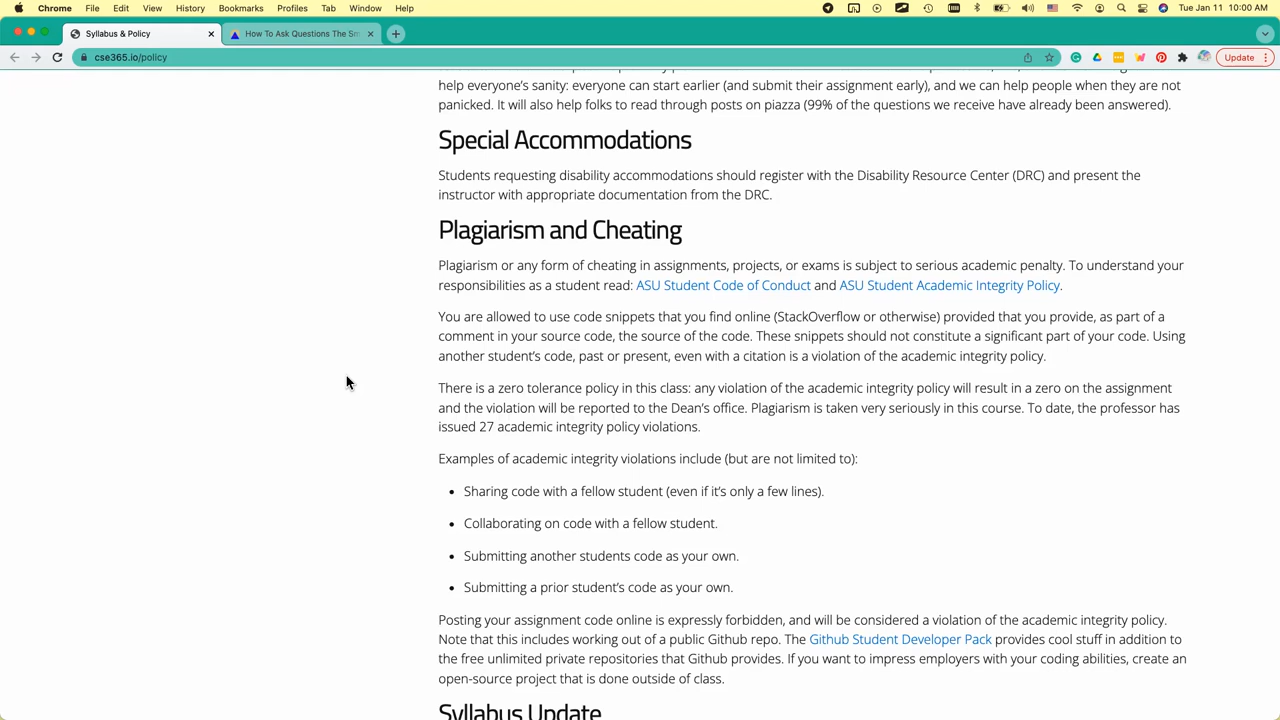 Chrome File Edit View History Bookmarks Profiles Tab Window Help Tue Jan 11 10:00 AM
Syllabus & Policy How To Ask Questions The Sm
cse365.io/policy Update
help everyone's sanity: everyone can start earlier (and submit their assignment early), and we can help people when they are not
panicked. It will also help folks to read through posts on piazza (99% of the questions we receive have already been answered).
Special Accommodations
Students requesting disability accommodations should register with the Disability Resource Center (DRC) and present the
instructor with appropriate documentation from the DRC.
Plagiarism and Cheating
Plagiarism or any form of cheating in assignments, projects, or exams is subject to serious academic penalty. To understand your
responsibilities as a student read: ASU Student Code of Conduct and ASU Student Academic Integrity Policy.
You are allowed to use code snippets that you find online (StackOverflow or otherwise) provided that you provide, as part of a
comment in your source code, the source of the code. These snippets should not constitute a significant part of your code. Using
another student's code, past or present, even with a citation is a violation of the academic integrity policy.
There is a zero tolerance policy in this class: any violation of the academic integrity policy will result in a zero on the assignment
and the violation will be reported to the Dean's office. Plagiarism is taken very seriously in this course. To date, the professor has
issued 27 academic integrity policy violations.
Examples of academic integrity violations include (but are not limited to):
• Sharing code with a fellow student (even if it's only a few lines).
• Collaborating on code with a fellow student.
• Submitting another students code as your own.
• Submitting a prior student's code as your own.
Posting your assignment code online is expressly forbidden, and will be considered a violation of the academic integrity policy.
Note that this includes working out of a public Github repo. The Github Student Developer Pack provides cool stuff in addition to
the free unlimited private repositories that Github provides. If you want to impress employers with your coding abilities, create an
open-source project that is done outside of class.
Syllabus Update